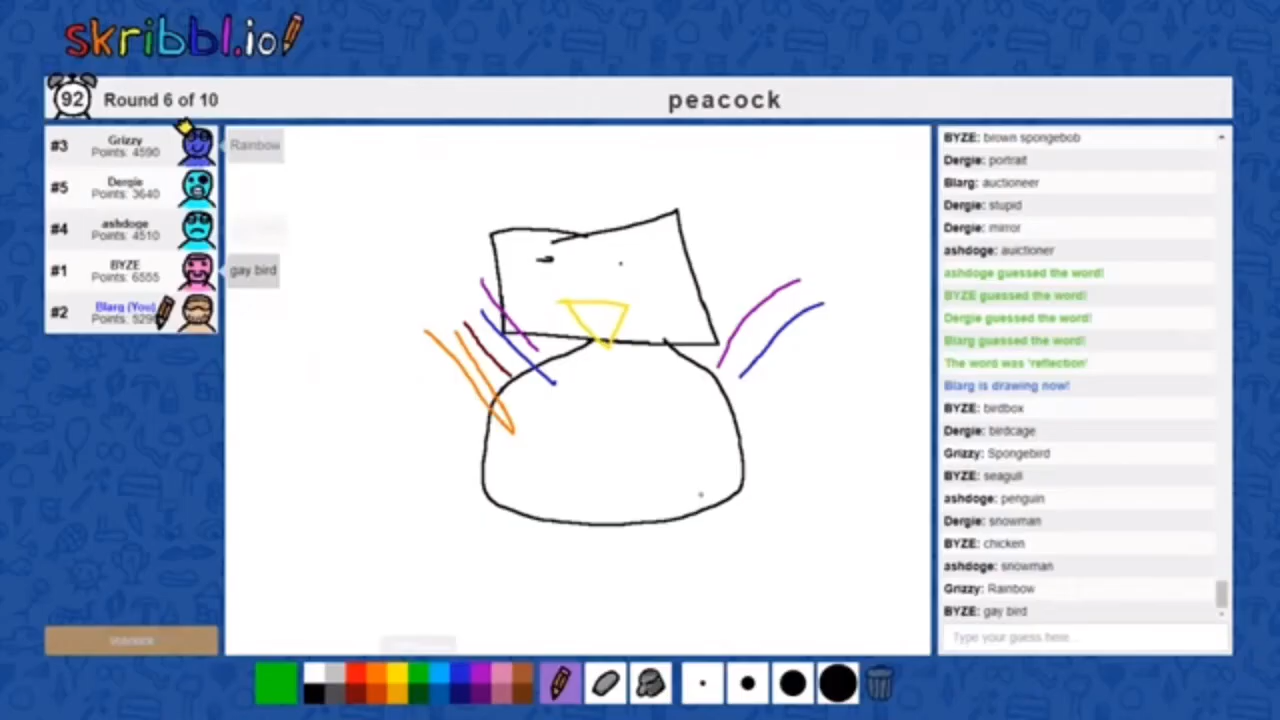 skribbl.io
92
Round 6 of 10
peacock
#3
Grizzy
Points: 4590
#5
Dergie
Points: 3640
#4
ashdoge
Points: 4510
#1
BYZE
Points: 6555
#2
Blarg (You)
Points:
Rainbow
gay bird
BYZE: brown spongebob
Dergie: portrait
Blarg: auctioneer
Dergie: stupid
Dergie: mirror
ashdoge: auictioner
ashdoge guessed the word!
BYZE guessed the word!
Dergie guessed the word!
Blarg guessed the word!
The word was 'reflection'
Blarg is drawing now!
BYZE: birdbox
Dergie: birdcage
Grizzy: Spongebird
BYZE: seagull
ashdoge: penguin
Dergie: snowman
BYZE: chicken
ashdoge: snowman
Grizzy: Rainbow
BYZE: gay bird
Type your guess here...